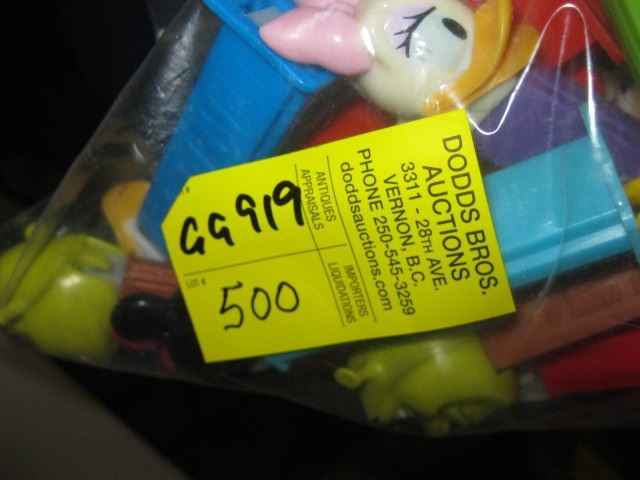 DODDS BROS.
AUCTIONS
3311 - 28TH AVE.
VERNON, B.C.
PHONE 250-545-3259
doddsauctions.com
ANTIQUES
APPRAISALS
IMPORTERS
LIQUIDATIONS
GG919
LOT #
500